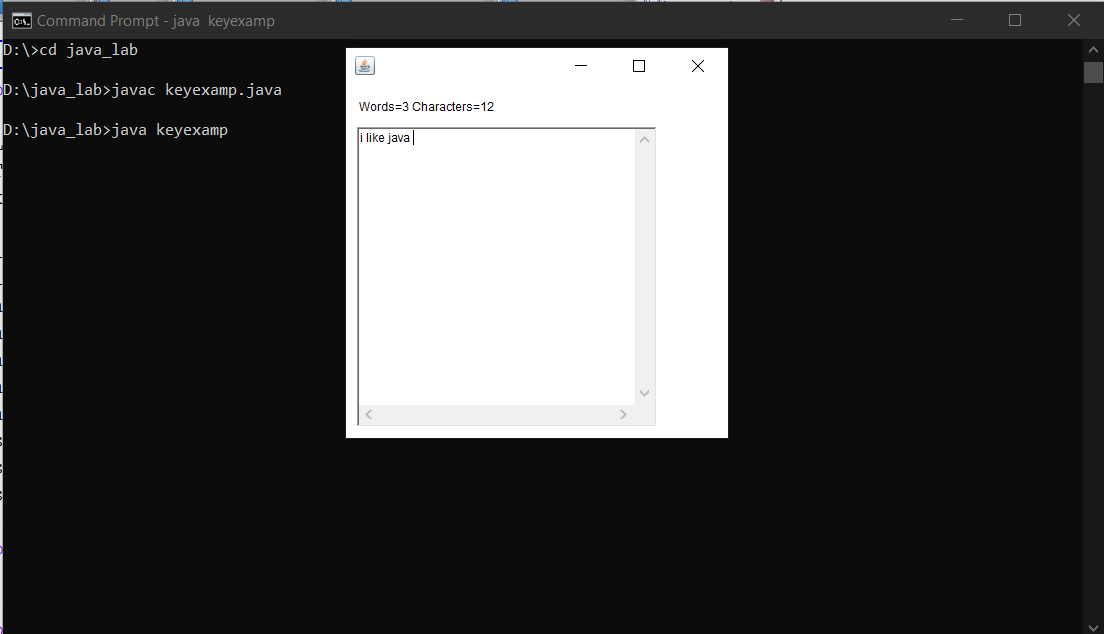 Command Prompt - java  keyexamp
D:\>cd java_lab
D:\java_lab>javac keyexamp.java
D:\java_lab>java keyexamp
Words=3 Characters=12
i like java